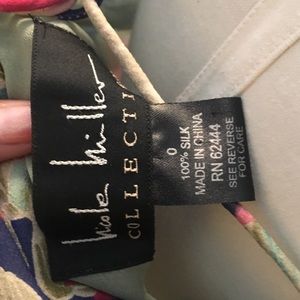 Nicole Miller
COLLECTI
0
100% SILK
MADE IN CHINA
RN 62444
SEE REVERSE
FOR CARE